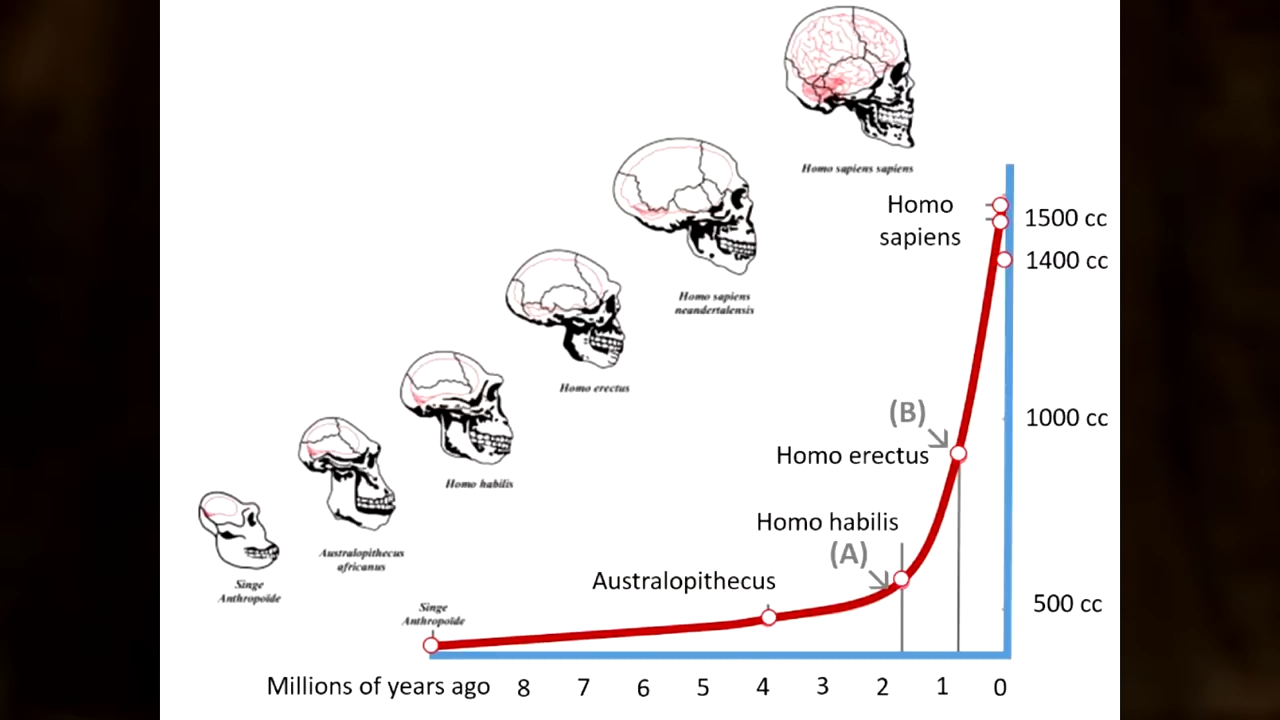 Homo sapiens sapiens
Homo
sapiens
1500 cc
1400 cc
Homo sapiens
neandertalensis
Homo erectus
(B)
1000 cc
Homo erectus
Homo habilis
Homo habilis
(A)
Australopithecus
africanus
Australopithecus
Singe
Anthropoïde
Singe
Anthropoïde
500 cc
Millions of years ago 8 7 6 5 4 3 2 1 0